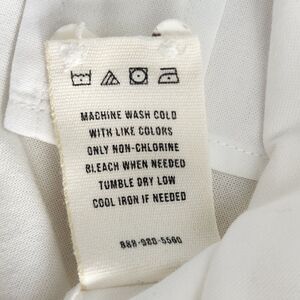 MACHINE WASH COLD
WITH LIKE COLORS
ONLY NON-CHLORINE
BLEACH WHEN NEEDED
TUMBLE DRY LOW
COOL IRON IF NEEDED
888-980-5560